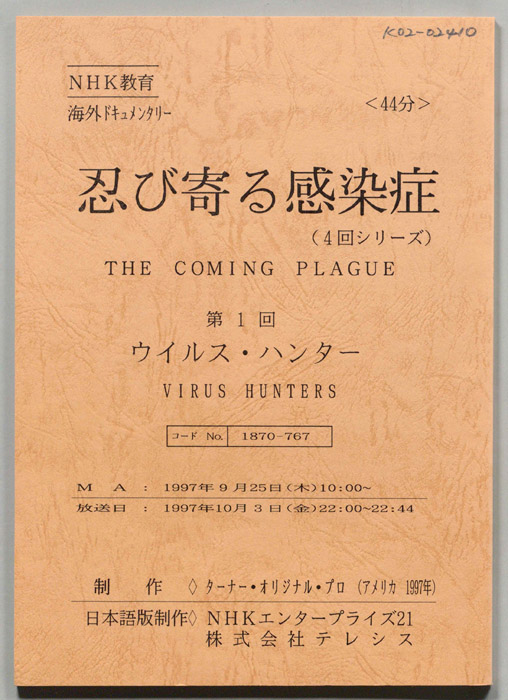 K02-02410
NHK教育
海外ドキュメンタリー
<44分>
忍び寄る感染症
（4回シリーズ）
THE COMING PLAGUE
第1回
ウイルス・ハンター
VIRUS HUNTERS
コード No. 1870-767
M A : 1997年9月25日(木)10:00~
放送日 : 1997年10月3日(金)22:00~22:44
制 作 ◇ ターナー・オリジナル・プロ (アメリカ 1997年)
日本語版制作◇ NHKエンタープライズ21
株式会社テレシス